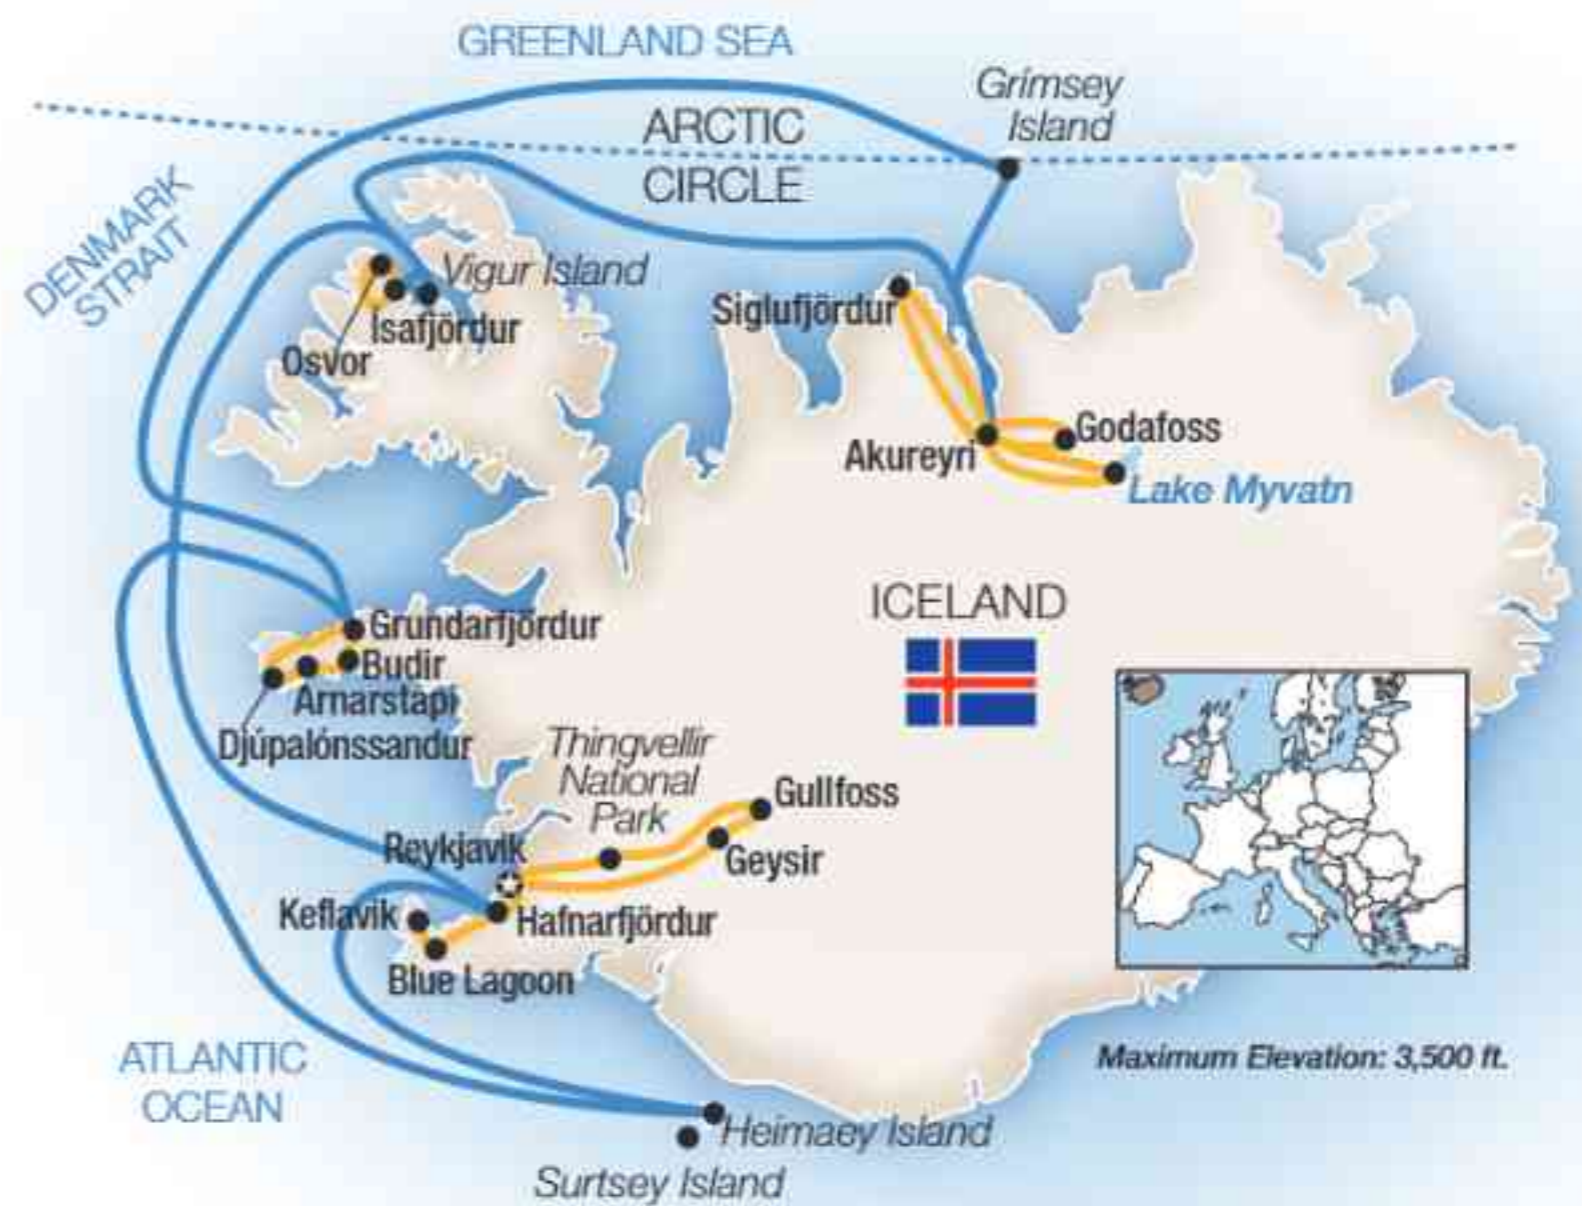 GREENLAND SEA
Grímsey
Island
ARCTIC
CIRCLE
DENMARK
STRAIT
Vigur Island
Isafjördur
Osvor
Siglufjördur
Akureyri
Godafoss
Lake Myvatn
ICELAND
Grundarfjördur
Budir
Arnarstapi
Djúpalónssandur
Thingvellir
National
Park
Gullfoss
Geysir
Reykjavik
Keflavik
Hafnarfjördur
Blue Lagoon
ATLANTIC
OCEAN
Maximum Elevation: 3,500 ft.
Heimaey Island
Surtsey Island